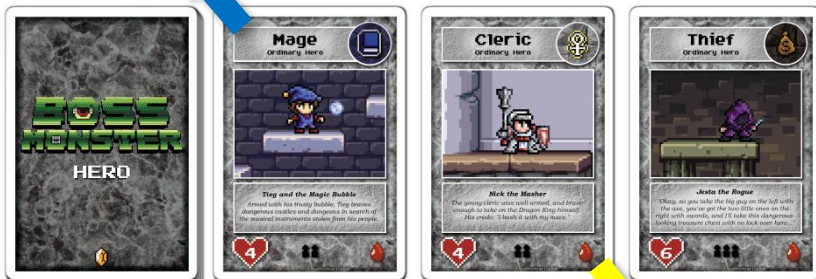 BOSS
MONSTER
HERO
Mage
Ordinary Hero
Tieg and the Magic Bubble
Armed with his trusty bubble, Tieg braves
dangerous castles and dungeons in search of
the musical instruments stolen from his people.
4
Cleric
Ordinary Hero
Nick the Masher
The young cleric was well-armed, and brave
enough to take on the Dragon King himself.
His credo: "I bash it with my mace."
4
Thief
Ordinary Hero
Jesta the Rogue
"Okay, so you take the big guy on the left with
the axe, you've got the two little ones on the
right with swords, and I'll take this dangerous
looking treasure chest with no lock over here..."
6